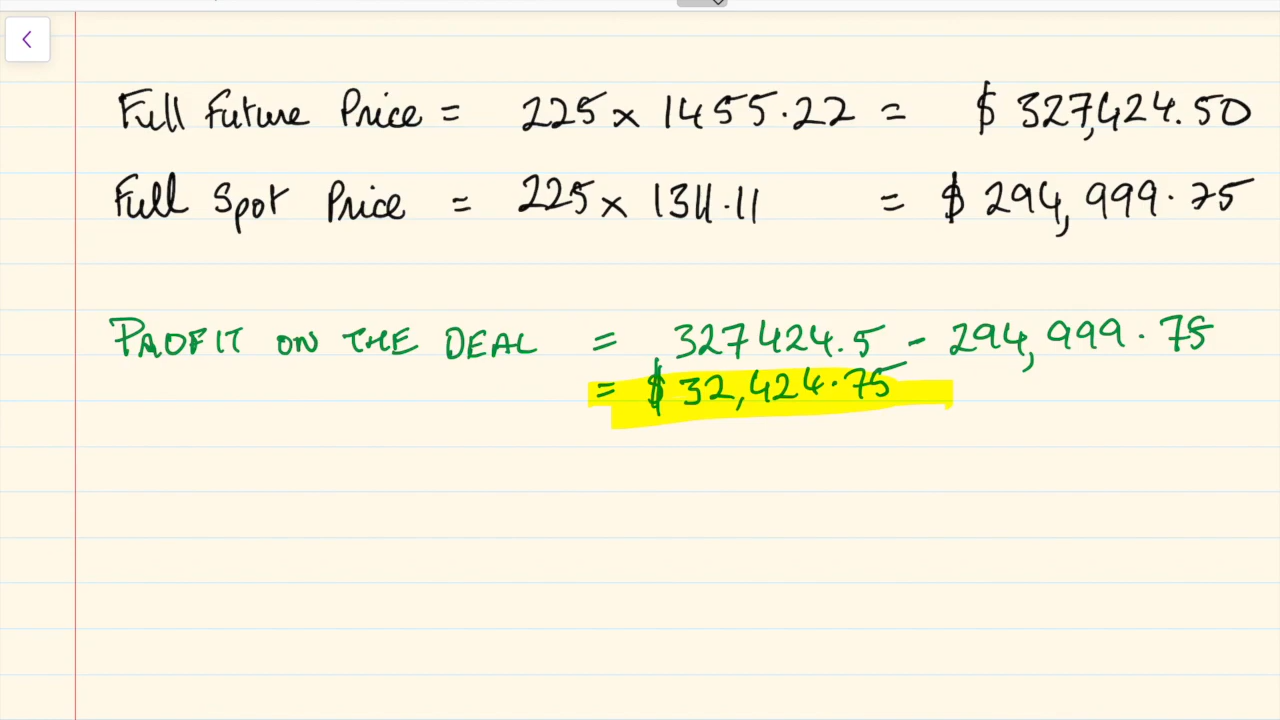 Full Future Price = 225 x 1455.22 = $ 327,424.50
Full Spot Price = 225 x 1311.11 = $ 294,999.75
PROFIT ON THE DEAL = 327424.5 - 294,999.75
= $ 32,424.75